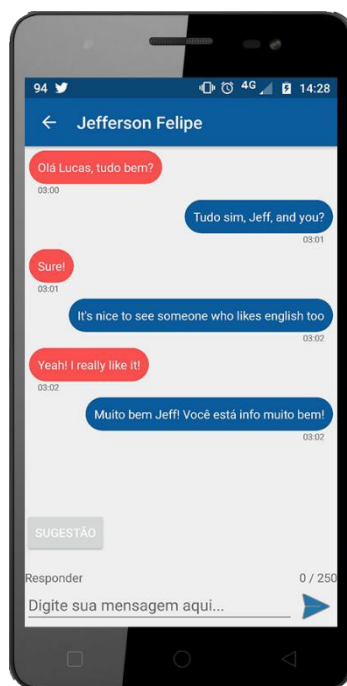 94 4G 14:28
Jefferson Felipe
Olá Lucas, tudo bem?
03:00
Tudo sim, Jeff, and you?
03:01
Sure!
03:01
It's nice to see someone who likes english too
03:02
Yeah! I really like it!
03:02
Muito bem Jeff! Você está info muito bem!
03:02
SUGESTÃO
Responder 0 / 250
Digite sua mensagem aqui...